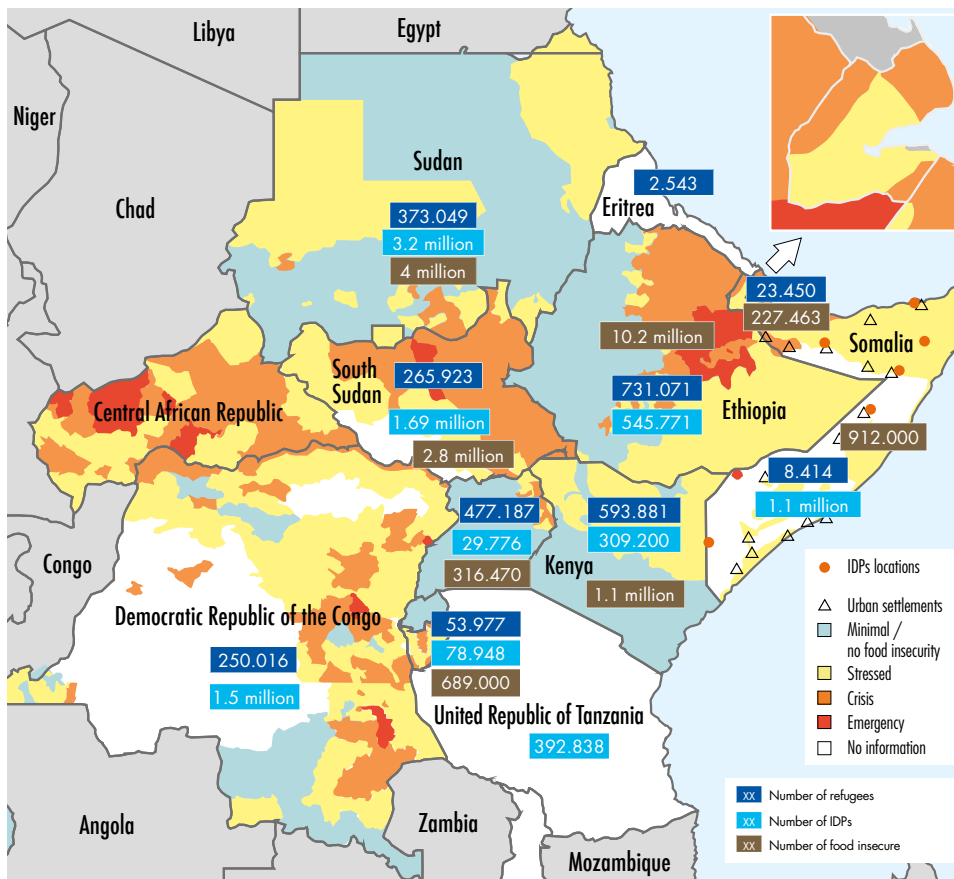 Libya
Egypt
Niger
Chad
Sudan
373.049
3.2 million
4 million
2.543
Eritrea
23.450
227.463
10.2 million
Somalia
South
Sudan
265.923
1.69 million
2.8 million
731.071
545.771
Ethiopia
Central African Republic
912.000
8.414
1.1 million
477.187
29.776
316.470
593.881
309.200
Kenya
1.1 million
Congo
Democratic Republic of the Congo
250.016
1.5 million
53.977
78.948
689.000
United Republic of Tanzania
392.838
Angola
Zambia
Mozambique
IDPs locations
Urban settlements
Minimal /
no food insecurity
Stressed
Crisis
Emergency
No information
xx Number of refugees
xx Number of IDPs
xx Number of food insecure